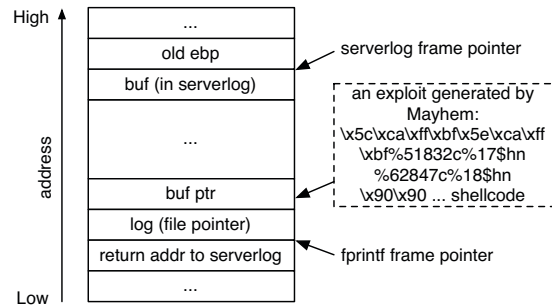 High
...
old ebp
serverlog frame pointer
buf (in serverlog)
an exploit generated by
Mayhem:
\x5c\xca\xff\xbf\x5e\xca\xff
\xbf%51832c%17$hn
%62847c%18$hn
\x90\x90 ... shellcode
...
address
buf ptr
log (file pointer)
return addr to serverlog
fprintf frame pointer
Low
...